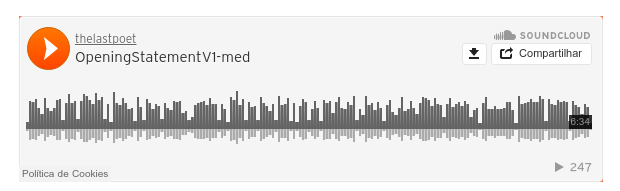 thelastpoet
SOUNDCLOUD
OpeningStatementV1-med
Compartilhar
6:34
247
Política de Cookies